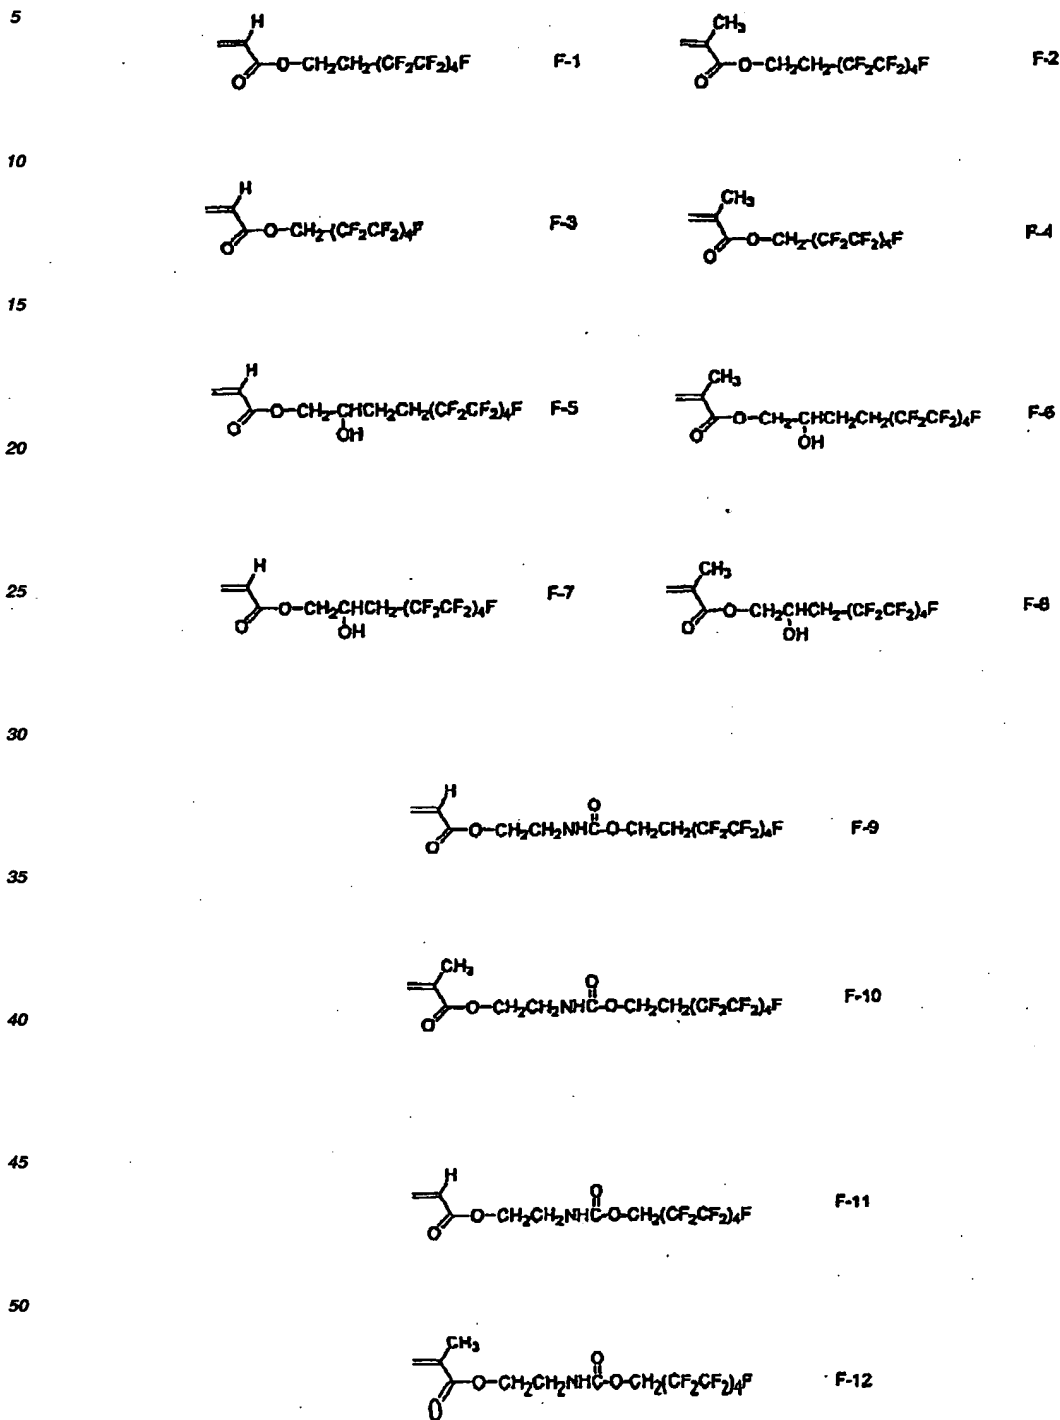 5
H
O
O-CH₂CH₂-(CF₂CF₂)₄F
F-1
CH₃
O
O-CH₂CH₂-(CF₂CF₂)₄F
F-2
10
H
O
O-CH₂-(CF₂CF₂)₄F
F-3
CH₃
O
O-CH₂-(CF₂CF₂)₄F
F-4
15
H
O
O-CH₂-CHCH₂CH₂(CF₂CF₂)₄F
OH
F-5
CH₃
O
O-CH₂-CHCH₂CH₂(CF₂CF₂)₄F
OH
F-6
20
25
H
O
O-CH₂CHCH₂-(CF₂CF₂)₄F
OH
F-7
CH₃
O
O-CH₂CHCH₂-(CF₂CF₂)₄F
OH
F-8
30
H
O
O
O-CH₂CH₂NHC-O-CH₂CH₂(CF₂CF₂)₄F
F-9
35
CH₃
O
O
O-CH₂CH₂NHC-O-CH₂CH₂(CF₂CF₂)₄F
F-10
40
45
H
O
O
O-CH₂CH₂NHC-O-CH₂(CF₂CF₂)₄F
F-11
50
CH₃
O
O
O-CH₂CH₂NHC-O-CH₂(CF₂CF₂)₄F
F-12